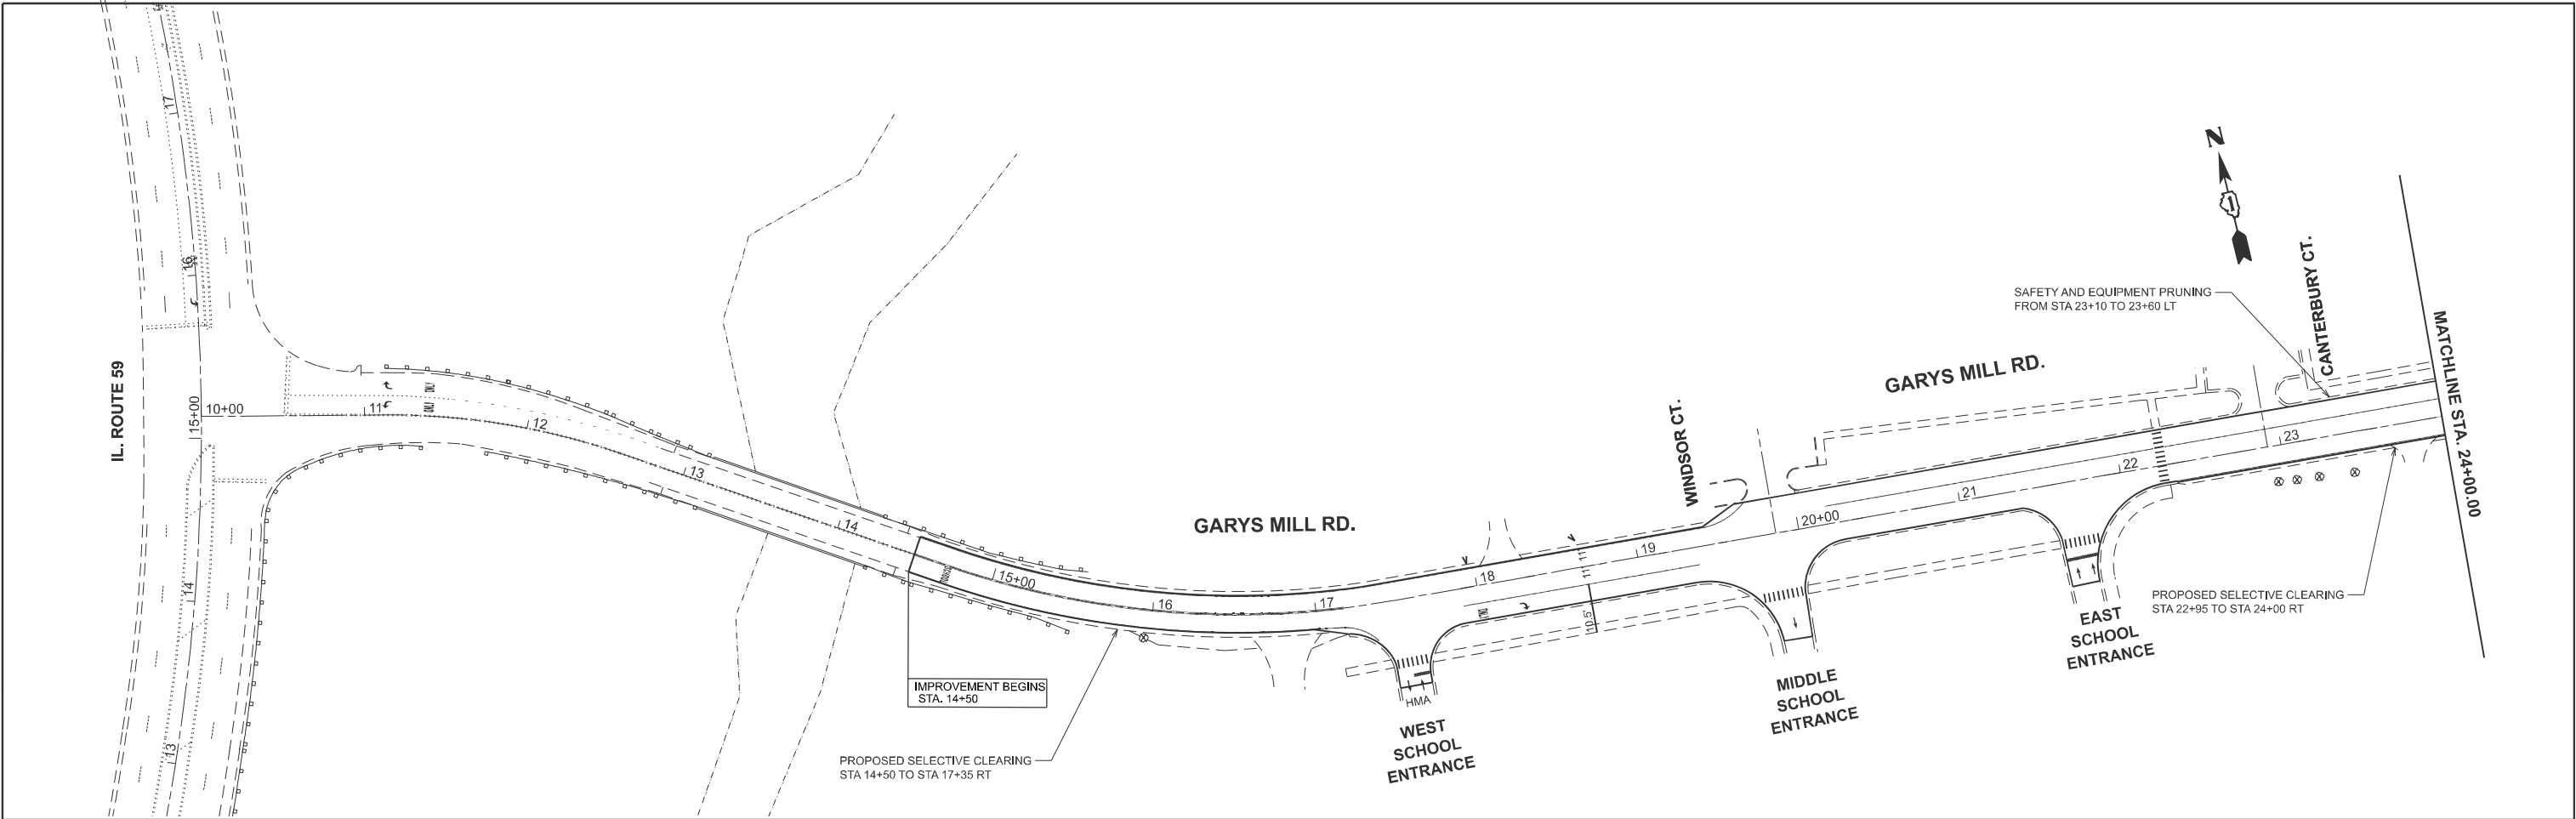 IL. ROUTE 59
17
16
15+00
14
13
10+00
11
ONLY
ONLY
12
13
14
15+00
16
17
18
19
20+00
21
22
23
GARYS MILL RD.
GARYS MILL RD.
WINDSOR CT.
CANTERBURY CT.
N
MATCHLINE STA. 24+00.00
SAFETY AND EQUIPMENT PRUNING
FROM STA 23+10 TO 23+60 LT
PROPOSED SELECTIVE CLEARING
STA 22+95 TO STA 24+00 RT
IMPROVEMENT BEGINS
STA. 14+50
PROPOSED SELECTIVE CLEARING
STA 14+50 TO STA 17+35 RT
11'
11'
10.5'
HMA
WEST
SCHOOL
ENTRANCE
MIDDLE
SCHOOL
ENTRANCE
EAST
SCHOOL
ENTRANCE